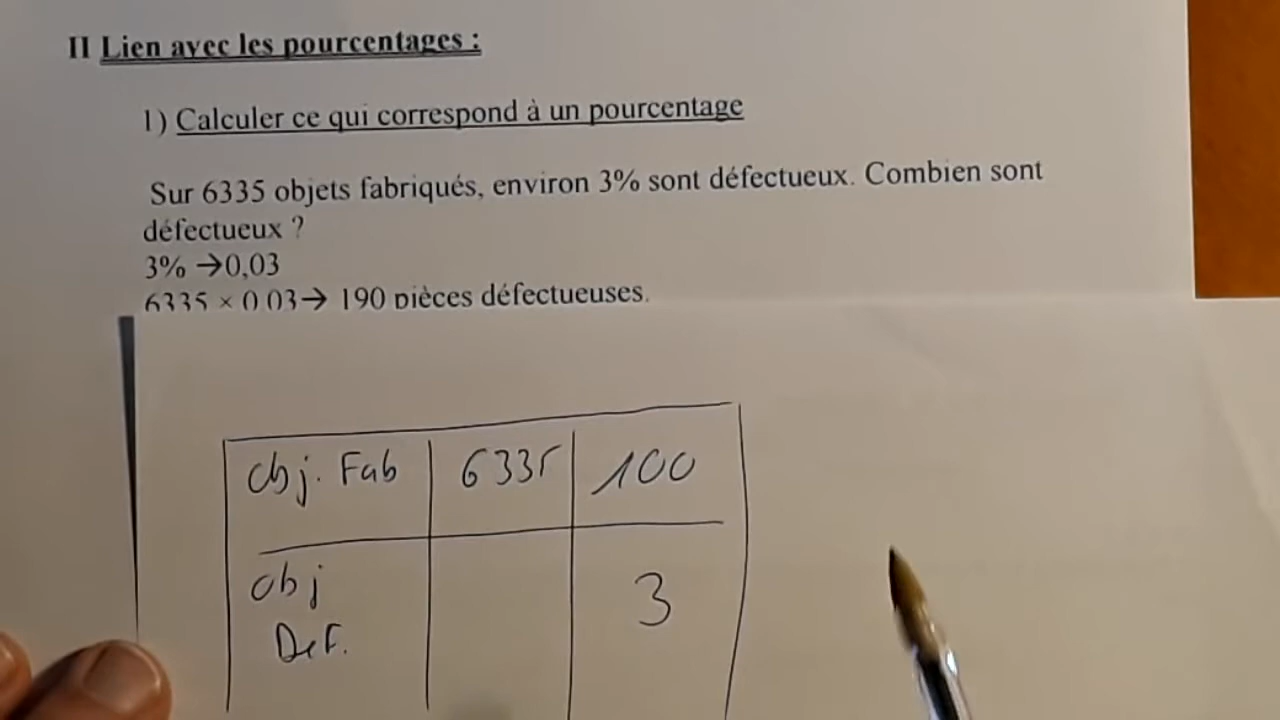 II Lien avec les pourcentages :
1) Calculer ce qui correspond à un pourcentage
Sur 6335 objets fabriqués, environ 3% sont défectueux. Combien sont
défectueux ?
3% →0,03
6335 × 0,03→ 190 pièces défectueuses.
Obj. Fab 6335 100
Obj 3
Def.